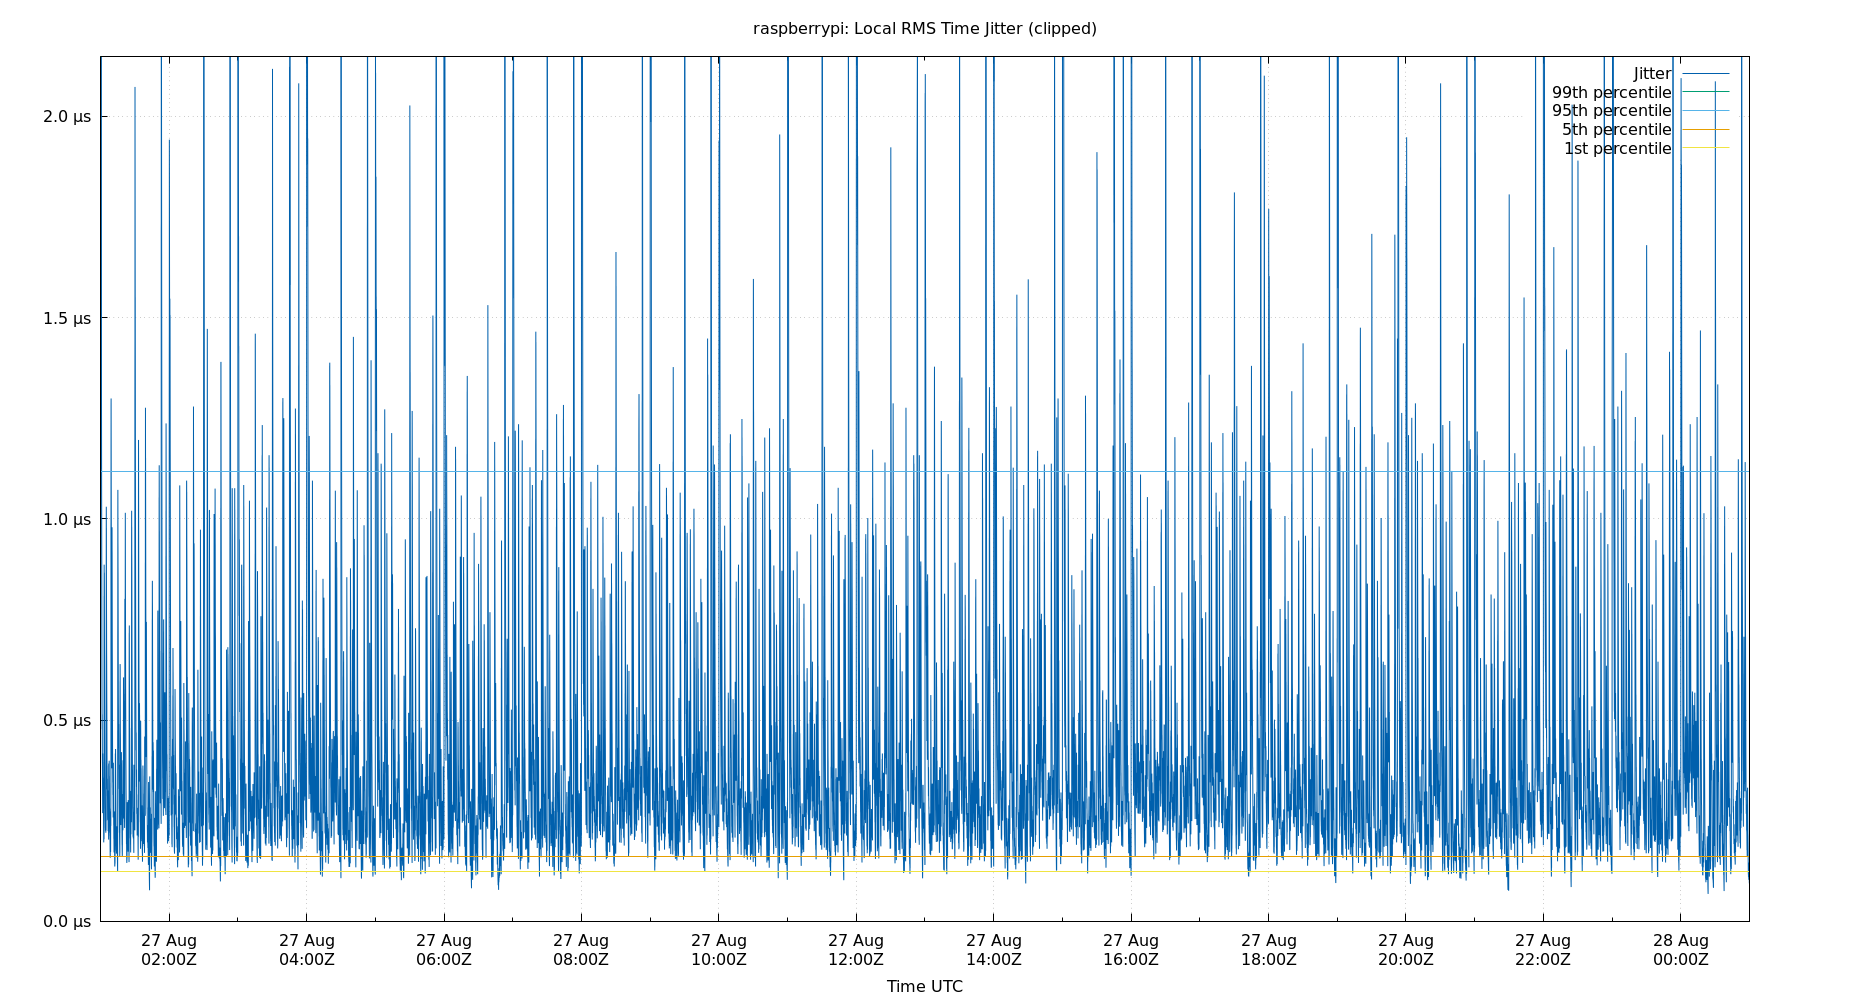 raspberrypi: Local RMS Time Jitter (clipped)
Jitter
99th percentile
95th percentile
5th percentile
1st percentile
2.0 µs
1.5 µs
1.0 µs
0.5 µs
0.0 µs
27 Aug 27 Aug 27 Aug 27 Aug 27 Aug 27 Aug 27 Aug 27 Aug 27 Aug 27 Aug 27 Aug 28 Aug
02:00Z 04:00Z 06:00Z 08:00Z 10:00Z 12:00Z 14:00Z 16:00Z 18:00Z 20:00Z 22:00Z 00:00Z
Time UTC